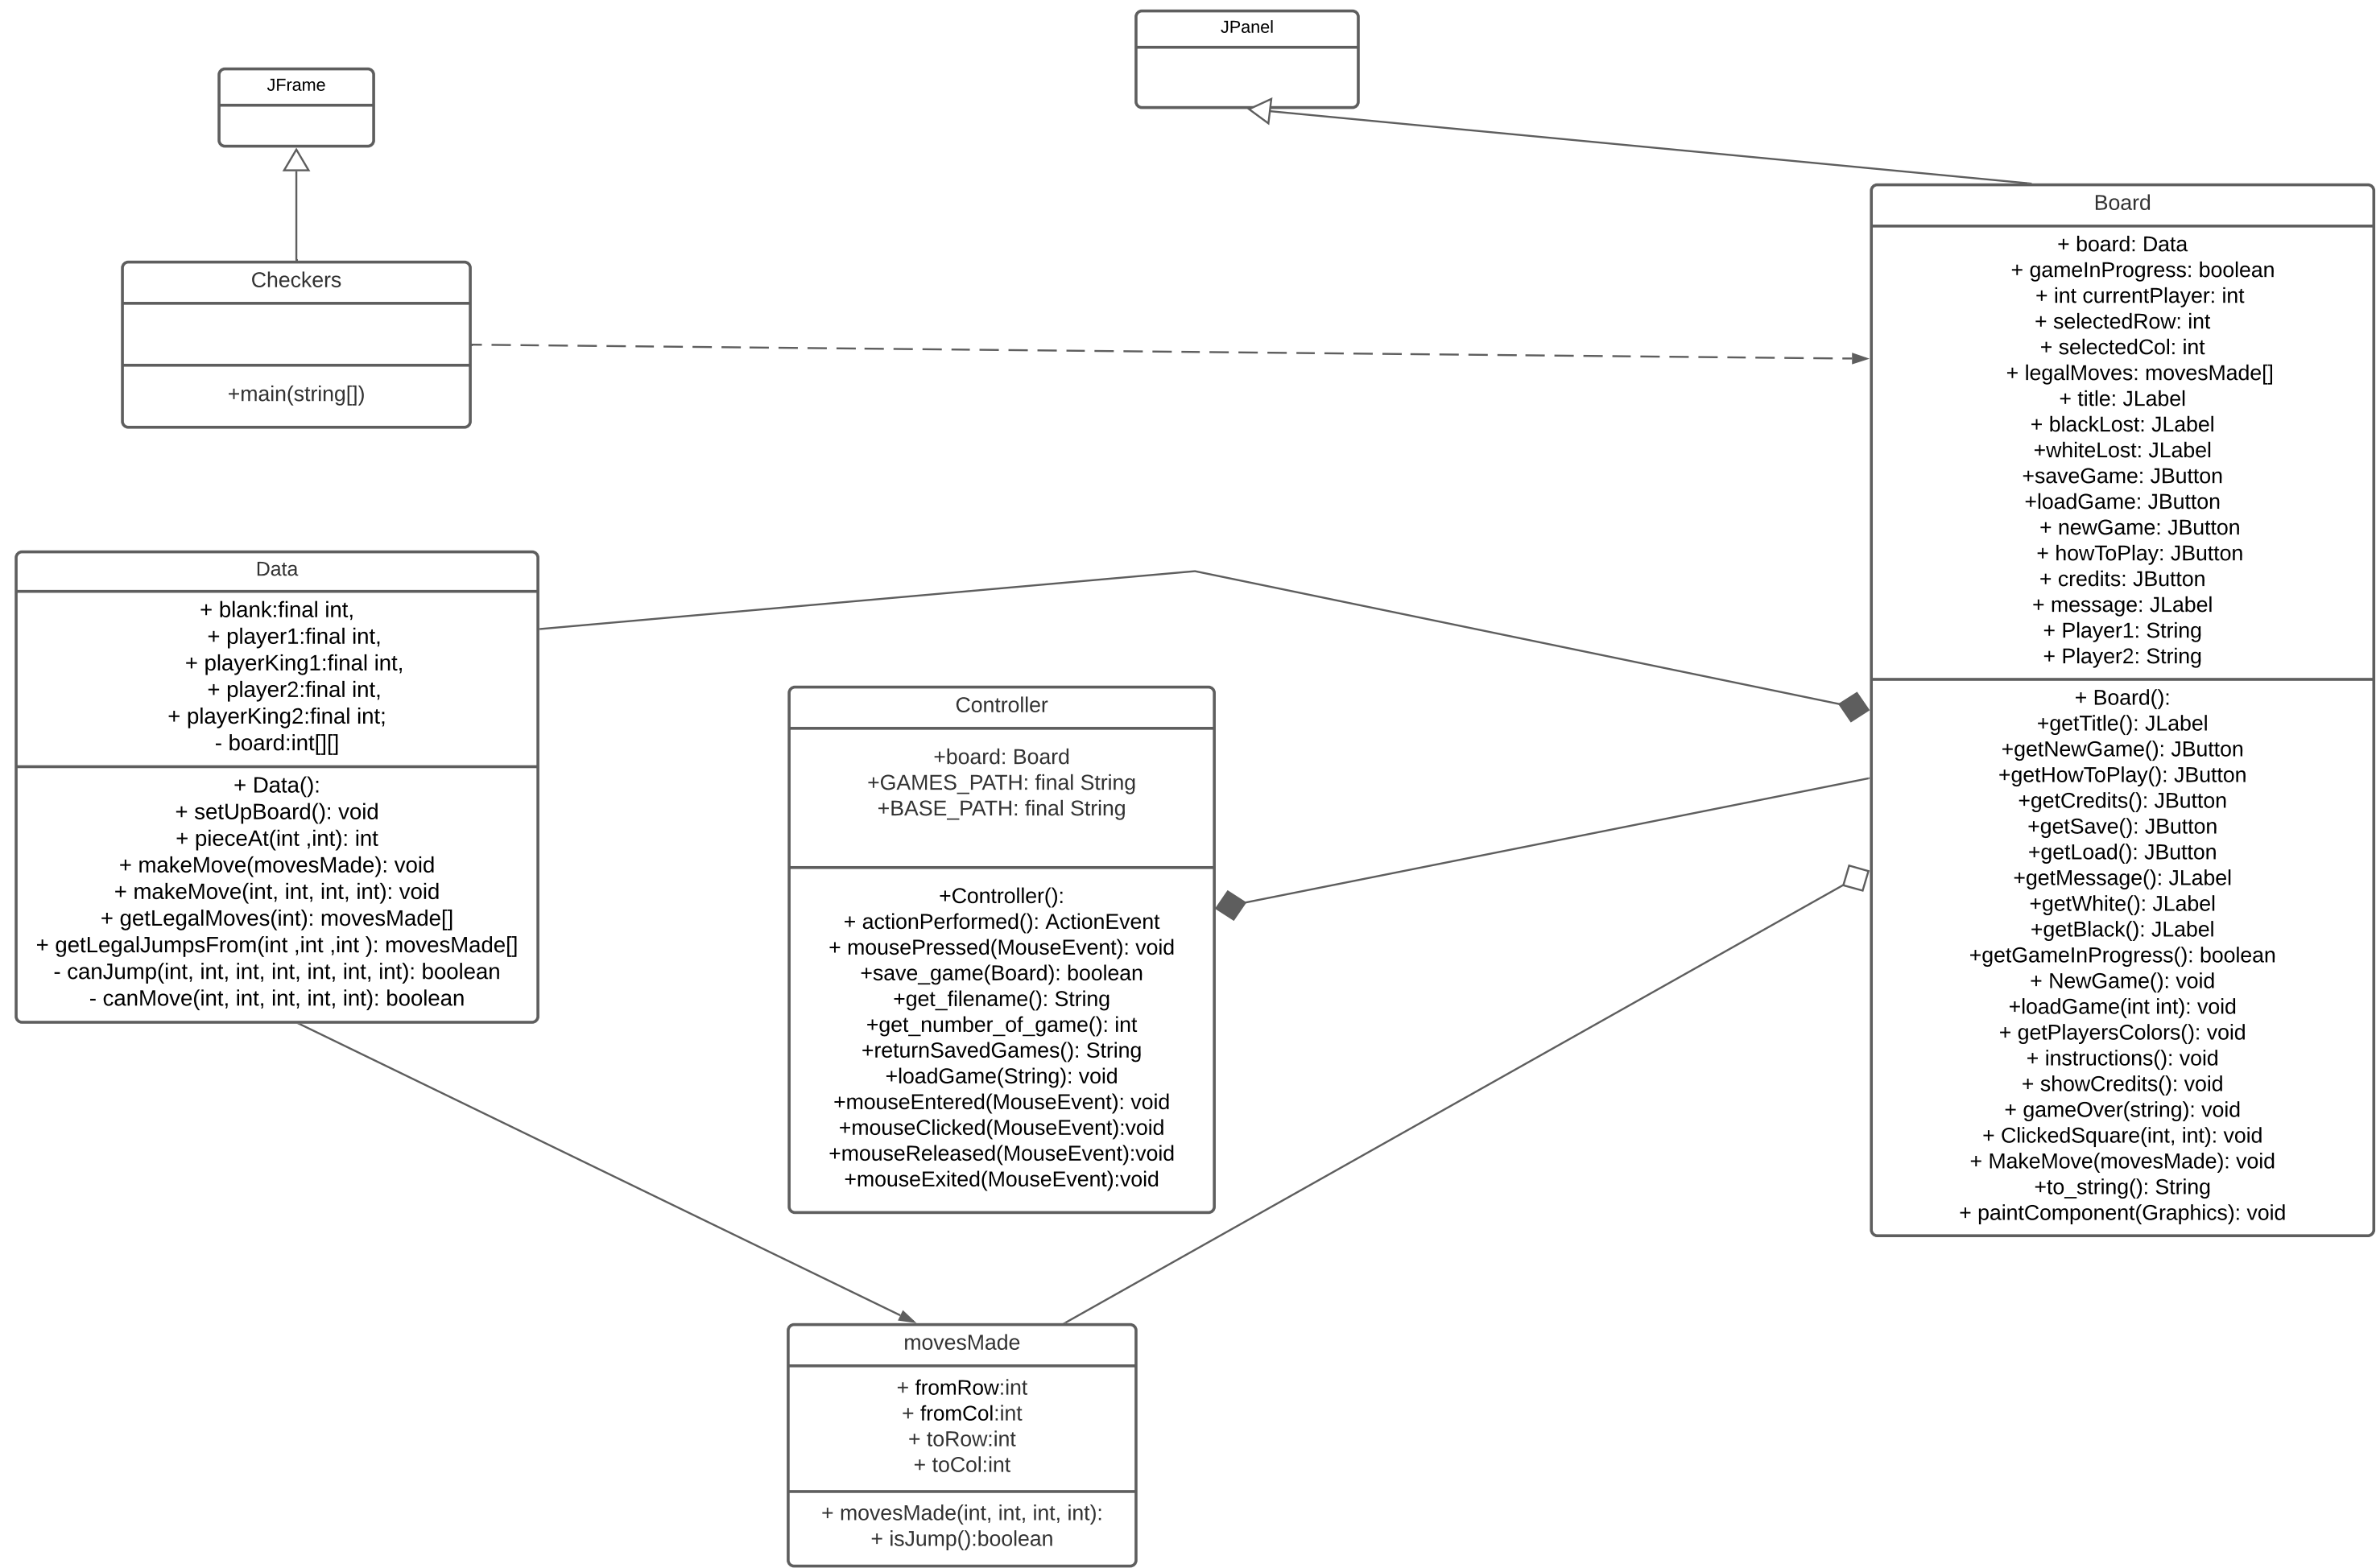 JPanel
JFrame
Checkers
+main(string[])
Board
+ board: Data
+ gameInProgress: boolean
+ int currentPlayer: int
+ selectedRow: int
+ selectedCol: int
+ legalMoves: movesMade[]
+ title: JLabel
+ blackLost: JLabel
+whiteLost: JLabel
+saveGame: JButton
+loadGame: JButton
+ newGame: JButton
+ howToPlay: JButton
+ credits: JButton
+ message: JLabel
+ Player1: String
+ Player2: String
+ Board():
+getTitle(): JLabel
+getNewGame(): JButton
+getHowToPlay(): JButton
+getCredits(): JButton
+getSave(): JButton
+getLoad(): JButton
+getMessage(): JLabel
+getWhite(): JLabel
+getBlack(): JLabel
+getGameInProgress(): boolean
+ NewGame(): void
+loadGame(int int): void
+ getPlayersColors(): void
+ instructions(): void
+ showCredits(): void
+ gameOver(string): void
+ ClickedSquare(int, int): void
+ MakeMove(movesMade): void
+to_string(): String
+ paintComponent(Graphics): void
Data
+ blank:final int,
+ player1:final int,
+ playerKing1:final int,
+ player2:final int,
+ playerKing2:final int;
- board:int[][]
+ Data():
+ setUpBoard(): void
+ pieceAt(int ,int): int
+ makeMove(movesMade): void
+ makeMove(int, int, int, int): void
+ getLegalMoves(int): movesMade[]
+ getLegalJumpsFrom(int ,int ,int ): movesMade[]
- canJump(int, int, int, int, int, int, int): boolean
- canMove(int, int, int, int, int): boolean
Controller
+board: Board
+GAMES_PATH: final String
+BASE_PATH: final String
+Controller():
+ actionPerformed(): ActionEvent
+ mousePressed(MouseEvent): void
+save_game(Board): boolean
+get_filename(): String
+get_number_of_game(): int
+returnSavedGames(): String
+loadGame(String): void
+mouseEntered(MouseEvent): void
+mouseClicked(MouseEvent):void
+mouseReleased(MouseEvent):void
+mouseExited(MouseEvent):void
movesMade
+ fromRow:int
+ fromCol:int
+ toRow:int
+ toCol:int
+ movesMade(int, int, int, int):
+ isJump():boolean